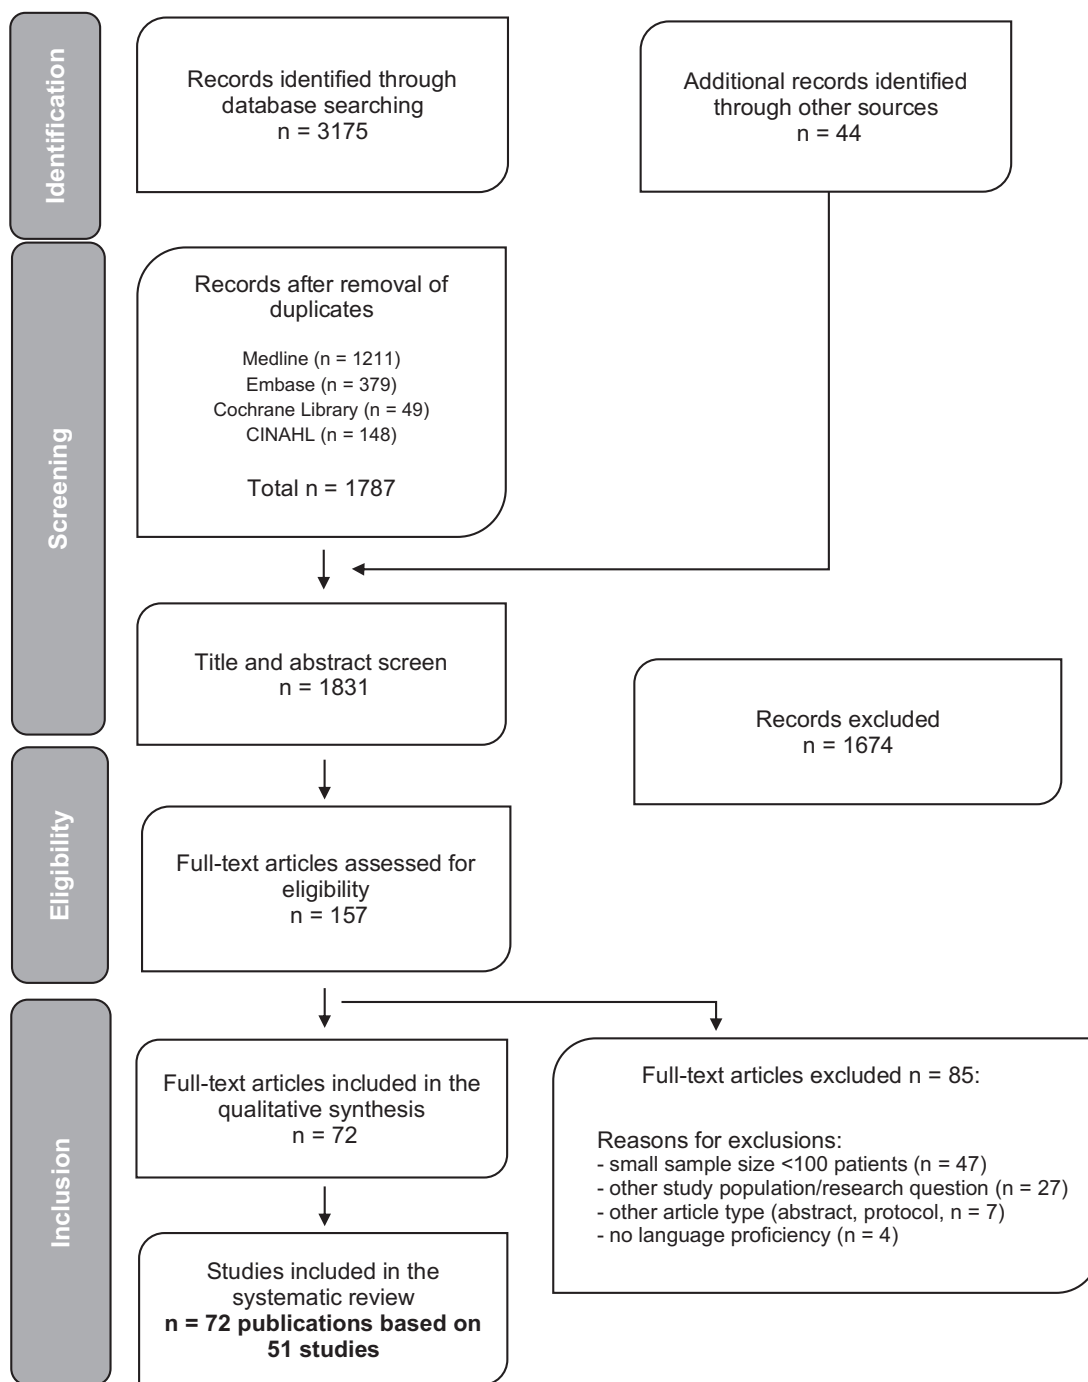 Identification
Records identified through
database searching
n = 3175
Additional records identified
through other sources
n = 44
Screening
Records after removal of
duplicates
Medline (n = 1211)
Embase (n = 379)
Cochrane Library (n = 49)
CINAHL (n = 148)
Total n = 1787
Title and abstract screen
n = 1831
Records excluded
n = 1674
Eligibility
Full-text articles assessed for
eligibility
n = 157
Inclusion
Full-text articles included in the
qualitative synthesis
n = 72
Full-text articles excluded n = 85:
Reasons for exclusions:
- small sample size <100 patients (n = 47)
- other study population/research question (n = 27)
- other article type (abstract, protocol, n = 7)
- no language proficiency (n = 4)
Studies included in the
systematic review
n = 72 publications based on
51 studies